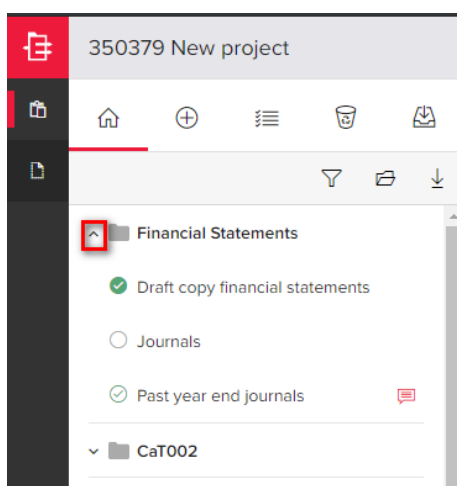 350379 New project
Financial Statements
Draft copy financial statements
Journals
Past year end journals
CaT002